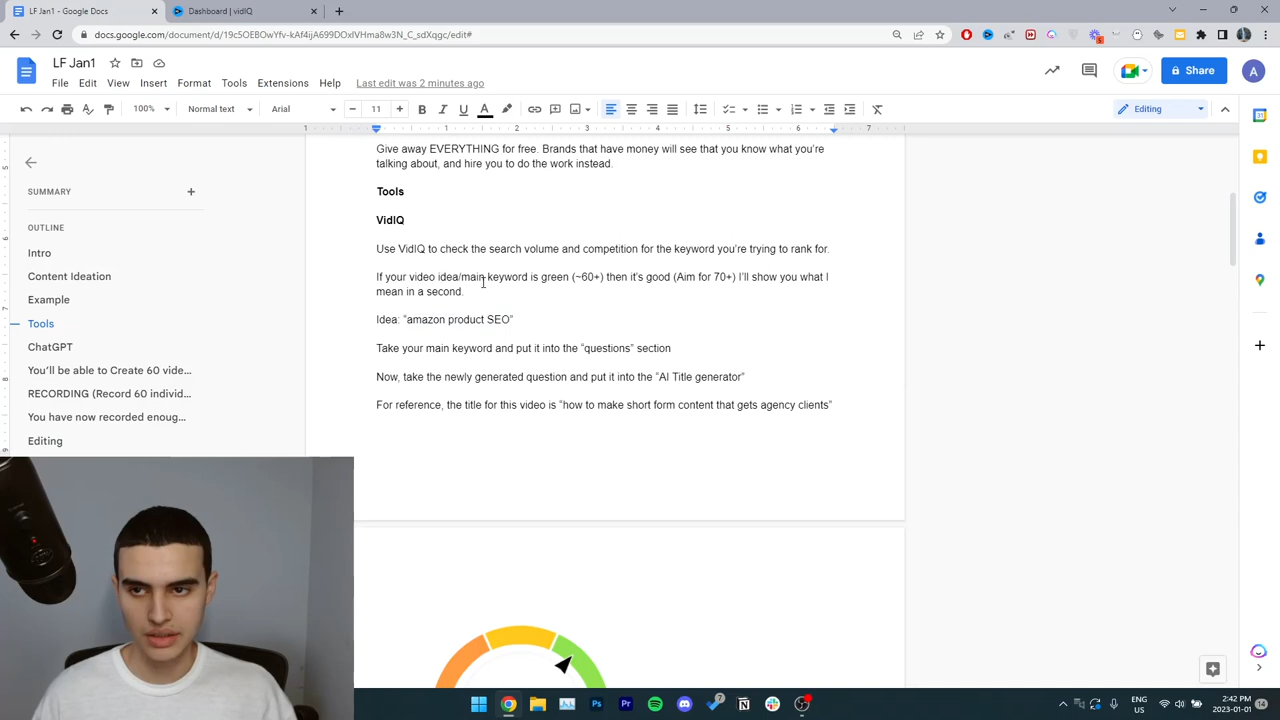 LF Jan1 - Google Docs
Dashboard | vidIQ
docs.google.com/document/d/19c5OEBOwYfv-kAf4ijA699DOxIVHma8w3N_C_sdXqgc/edit#
LF Jan1
File Edit View Insert Format Tools Extensions Help Last edit was 2 minutes ago
Share
A
100% Normal text Arial 11 Editing
1 1 2 3 4 5 6 7
SUMMARY
OUTLINE
Intro
Content Ideation
Example
Tools
ChatGPT
You’ll be able to Create 60 vide...
RECORDING (Record 60 individ...
You have now recorded enoug...
Editing
Give away EVERYTHING for free. Brands that have money will see that you know what you’re
talking about, and hire you to do the work instead.
Tools
VidIQ
Use VidIQ to check the search volume and competition for the keyword you’re trying to rank for.
If your video idea/main keyword is green (~60+) then it’s good (Aim for 70+) I’ll show you what I
mean in a second.
Idea: “amazon product SEO”
Take your main keyword and put it into the “questions” section
Now, take the newly generated question and put it into the “AI Title generator”
For reference, the title for this video is “how to make short form content that gets agency clients”
ENG
US
2:42 PM
2023-01-01